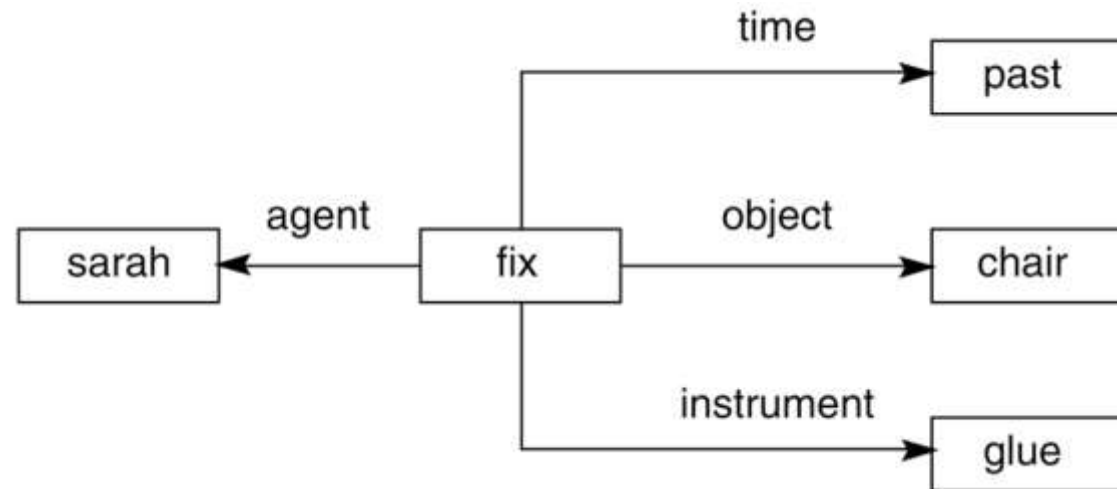 time
past
agent
object
sarah
fix
chair
instrument
glue